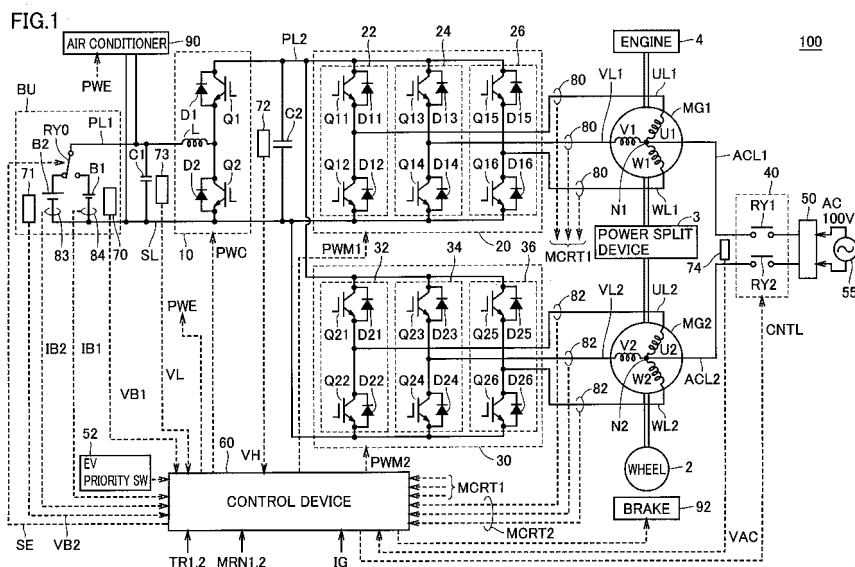 FIG.1
AIR CONDITIONER
90
PWE
ENGINE
4
100
BU
RY0
PL1
B2
B1
71
83
84
70
C1
73
SL
L
D1
Q1
D2
Q2
10
PWC
72
PL2
C2
22
24
26
Q11
D11
Q13
D13
Q15
D15
Q12
D12
Q14
D14
Q16
D16
20
PWM1
80
80
80
MCRT1
VL1
UL1
MG1
V1
U1
W1
N1
WL1
ACL1
POWER SPLIT
DEVICE
3
40
RY1
RY2
74
50
AC
100V
55
CNTL
32
34
36
Q21
D21
Q23
D23
Q25
D25
Q22
D22
Q24
D24
Q26
D26
30
PWM2
82
82
82
VL2
UL2
MG2
V2
U2
W2
N2
WL2
ACL2
WHEEL
2
BRAKE
92
VAC
IB2
IB1
VB1
VL
PWE
VH
52
EV
PRIORITY SW
60
CONTROL DEVICE
MCRT1
MCRT2
SE
VB2
TR1,2
MRN1,2
IG